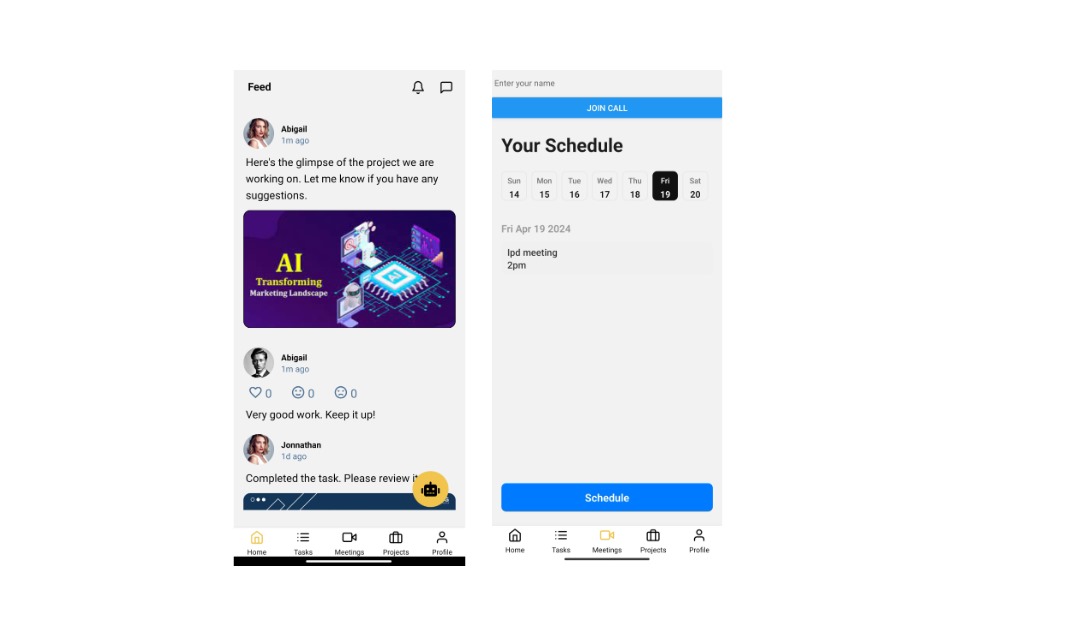 Feed
Abigail
1m ago
Here's the glimpse of the project we are
working on. Let me know if you have any
suggestions.
AI
Transforming
Marketing Landscape
AI
Abigail
1m ago
0 0 0
Very good work. Keep it up!
Jonnathan
1d ago
Completed the task. Please review it
Home Tasks Meetings Projects Profile
Enter your name
JOIN CALL
Your Schedule
Sun Mon Tue Wed Thu Fri Sat
14 15 16 17 18 19 20
Fri Apr 19 2024
Ipd meeting
2pm
Schedule
Home Tasks Meetings Projects Profile